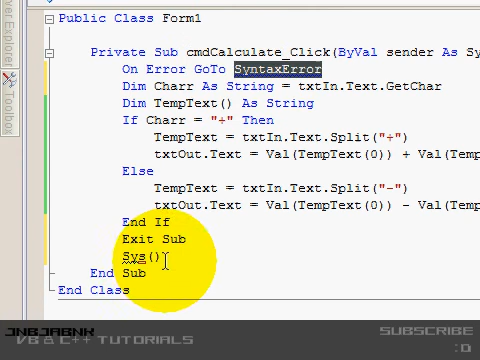 Public Class Form1
Private Sub cmdCalculate_Click(ByVal sender As Sy
On Error GoTo SyntaxError
Dim Charr As String = txtIn.Text.GetChar
Dim TempText() As String
If Charr = "+" Then
TempText = txtIn.Text.Split("+")
txtOut.Text = Val(TempText(0)) + Val(Temp
Else
TempText = txtIn.Text.Split("-")
txtOut.Text = Val(TempText(0)) - Val(Temp
End If
Exit Sub
Sys()
End Sub
End Class
ver Explorer
Toolbox
JNBJABNK
VB & C++ TUTORIALS
SUBSCRIBE
:D